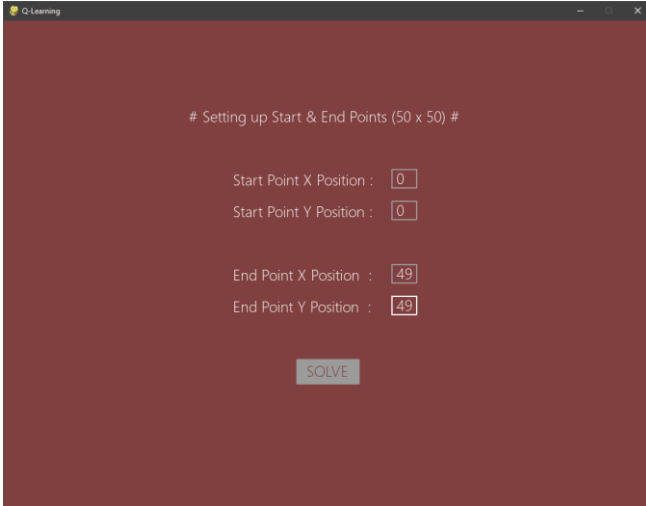 Q-Learning
# Setting up Start & End Points (50 x 50) #
Start Point X Position : 0
Start Point Y Position : 0
End Point X Position : 49
End Point Y Position : 49
SOLVE